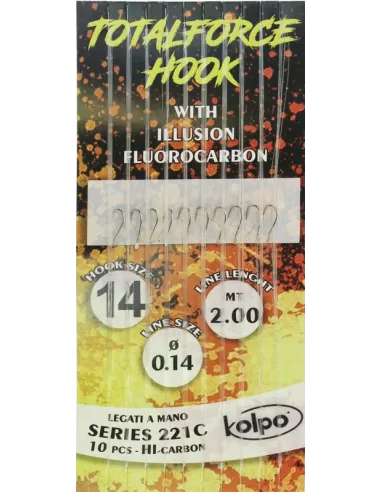 TOTALFORCE
HOOK
WITH
ILLUSION
FLUOROCARBON
HOOK SIZE
14
LINE LENGHT
MT
2.00
LINE SIZE
Ø
0.14
LEGATI A MANO
SERIES 221C
10 PCS - HI-CARBON
kolpo®